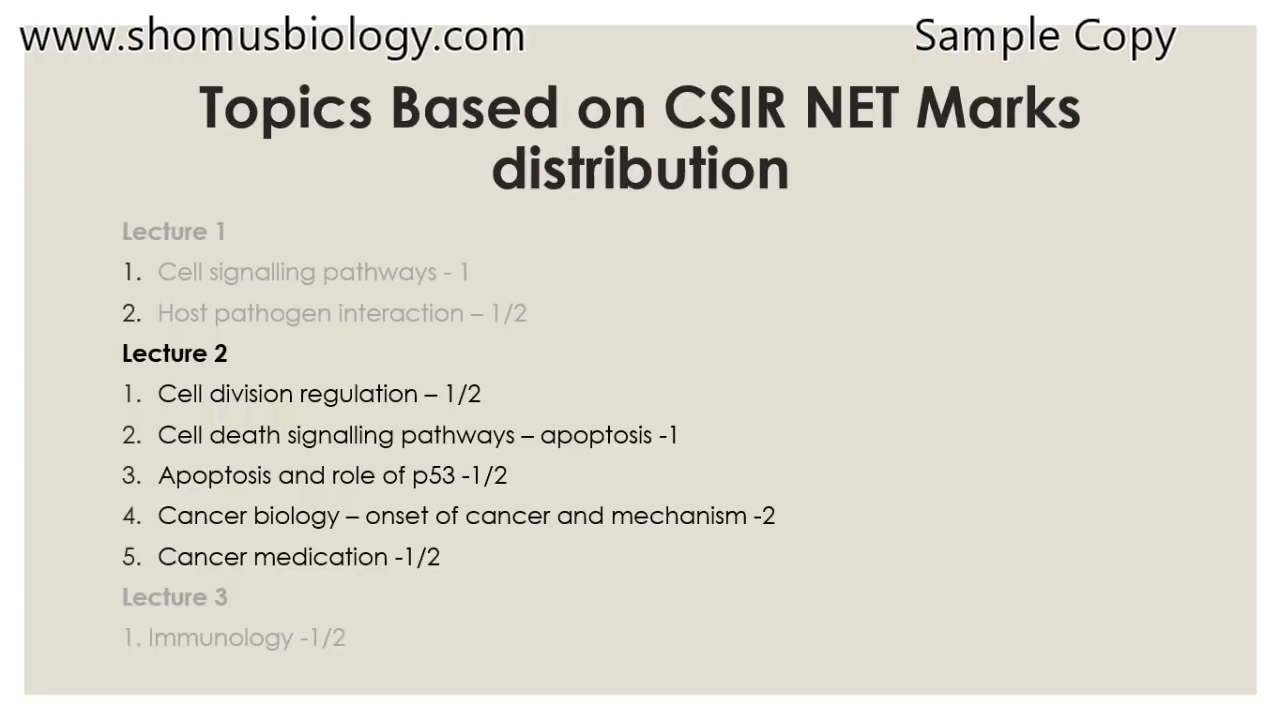 www.shomusbiology.com
Sample Copy
Topics Based on CSIR NET Marks
distribution
Lecture 1
1. Cell signalling pathways - 1
2. Host pathogen interaction – 1/2
Lecture 2
1. Cell division regulation – 1/2
2. Cell death signalling pathways – apoptosis -1
3. Apoptosis and role of p53 -1/2
4. Cancer biology – onset of cancer and mechanism -2
5. Cancer medication -1/2
Lecture 3
1. Immunology -1/2